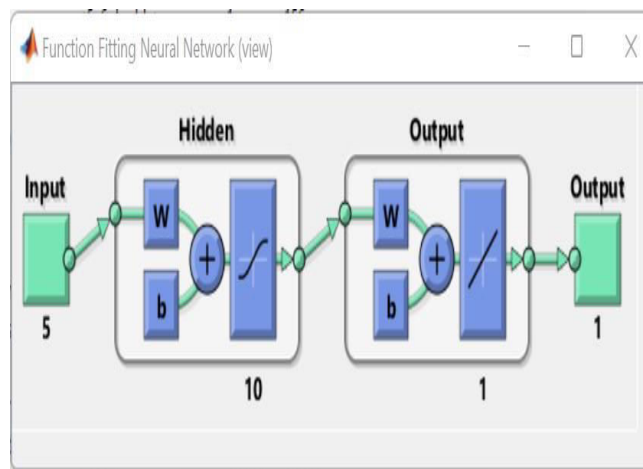 Function Fitting Neural Network (view)
Hidden
Output
Input
W
b
+
W
b
+
Output
5
10
1
1